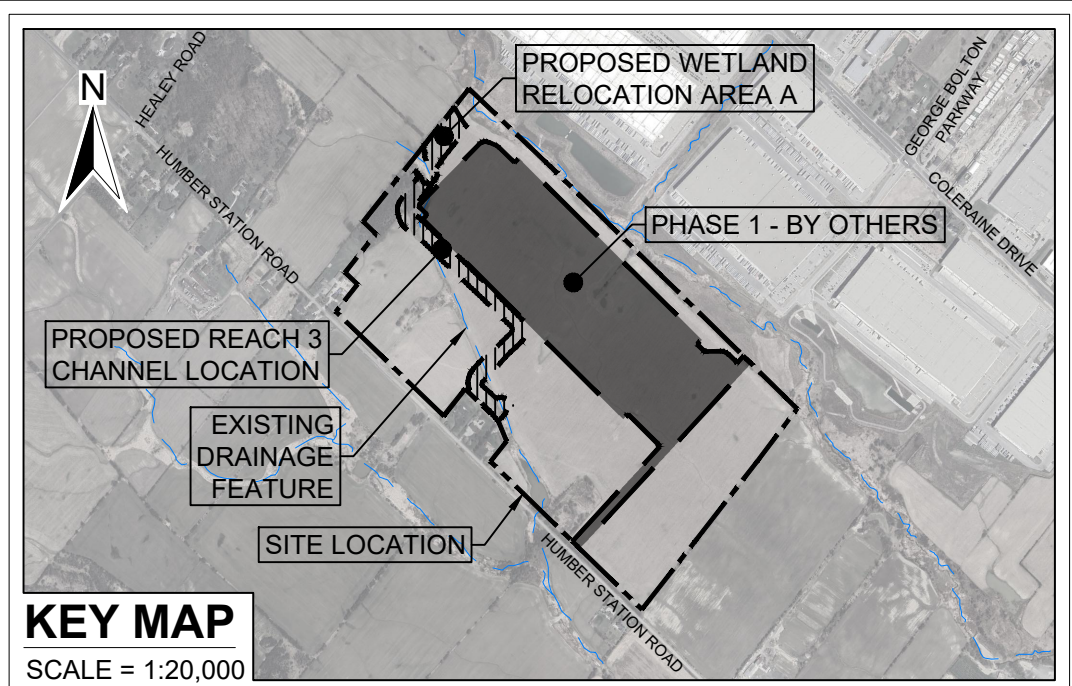 HEALEY ROAD
N
PROPOSED WETLAND
RELOCATION AREA A
GEORGE BOLTON
PARKWAY
HUMBER STATION ROAD
COLERAINE DRIVE
PHASE 1 - BY OTHERS
PROPOSED REACH 3
CHANNEL LOCATION
EXISTING
DRAINAGE
FEATURE
SITE LOCATION
HUMBER STATION ROAD
KEY MAP
SCALE = 1:20,000